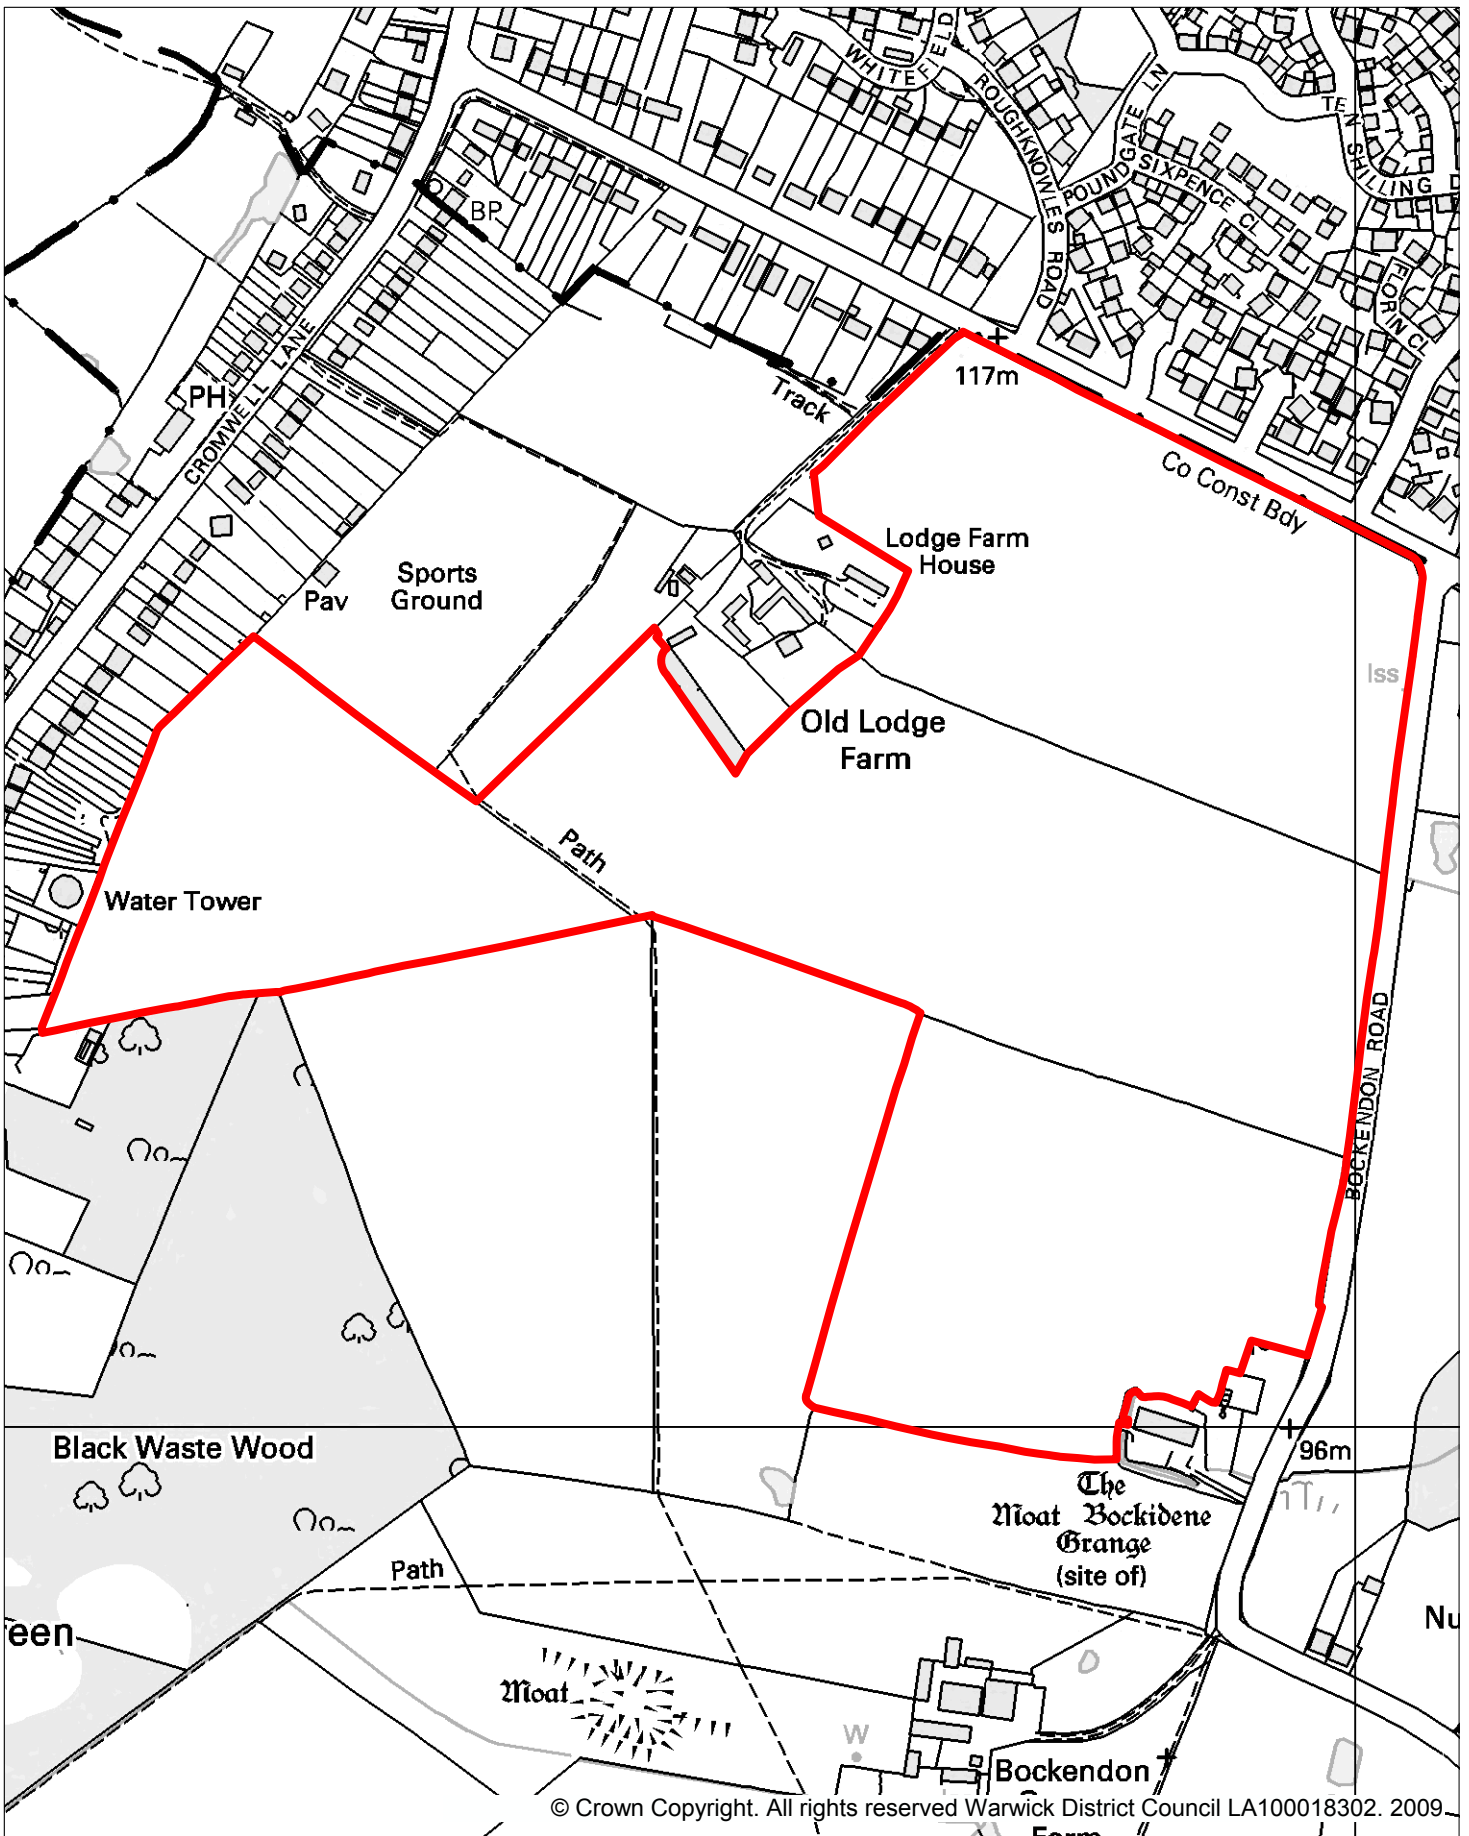 WHITEFIELD
ROUGHKNOWLES ROAD
POUNDGATE LN
SIXPENCE CL
TEN SHILLING D
FLORIN CL
BP
CROMWELL LANE
PH
117m
Track
Co Const Bdy
Lodge Farm
House
Sports
Ground
Pav
Iss
Old Lodge
Farm
Path
Water Tower
BOCKENDON ROAD
Black Waste Wood
96m
The
Moat Bockidene
Grange
(site of)
Path
een
Nu
Moat
W
Bockendon
Farm
© Crown Copyright. All rights reserved Warwick District Council LA100018302. 2009.